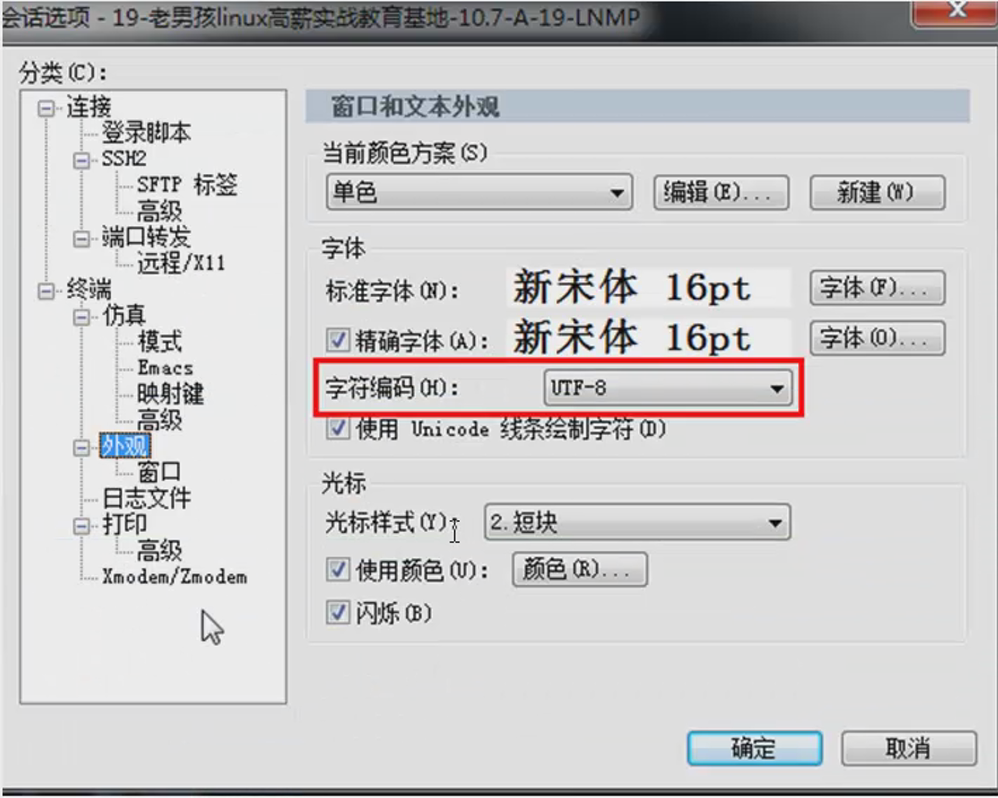 会话选项 - 19-老男孩linux高薪实战教育基地-10.7-A-19-LNMP
分类(C):
连接
登录脚本
SSH2
SFTP 标签
高级
端口转发
远程/X11
终端
仿真
模式
Emacs
映射键
高级
外观
窗口
日志文件
打印
高级
Xmodem/Zmodem
窗口和文本外观
当前颜色方案(S)
单色 编辑(E)... 新建(W)
字体
标准字体(N): 新宋体 16pt 字体(F)...
精确字体(A): 新宋体 16pt 字体(O)...
字符编码(H): UTF-8
使用 Unicode 线条绘制字符(D)
光标
光标样式(Y): 2.短块
使用颜色(U): 颜色(R)...
闪烁(B)
确定 取消